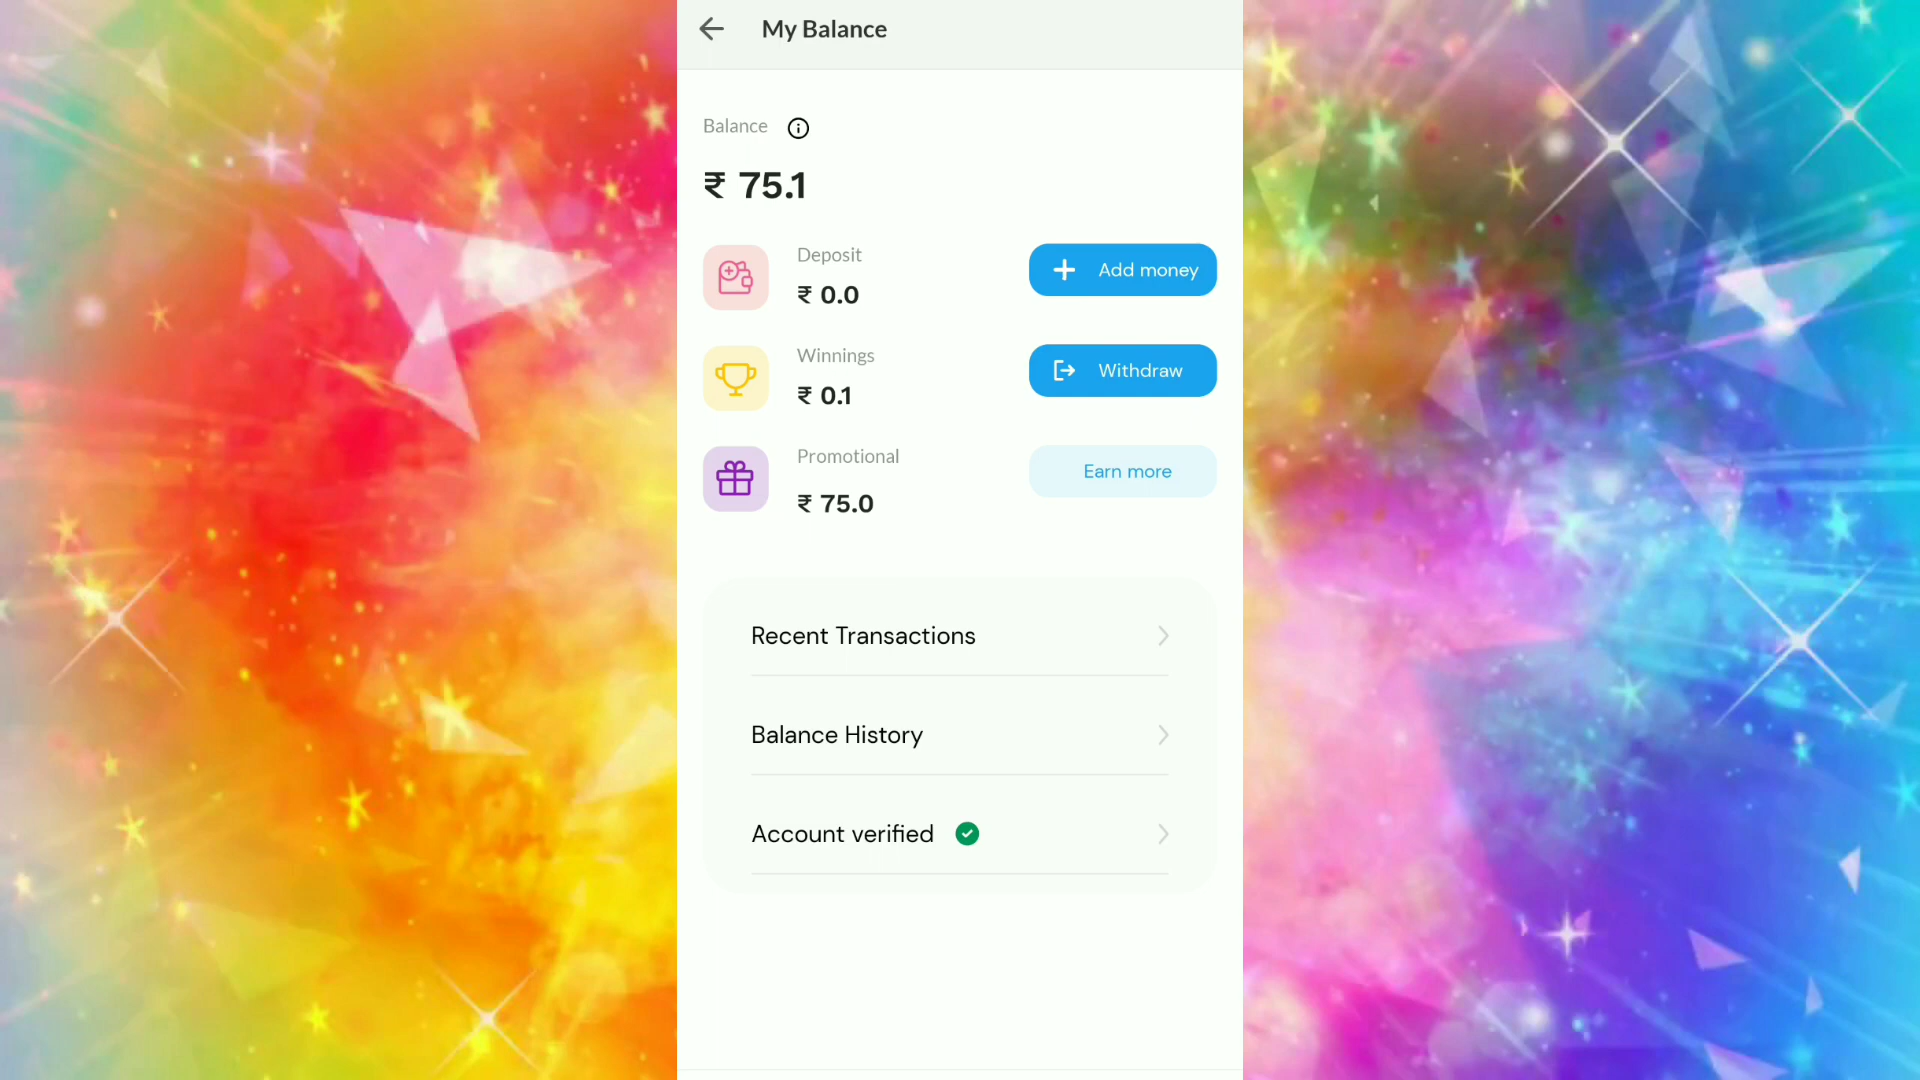 My Balance
Balance
₹ 75.1
Deposit
₹ 0.0
Add money
Winnings
₹ 0.1
Withdraw
Promotional
₹ 75.0
Earn more
Recent Transactions
Balance History
Account verified